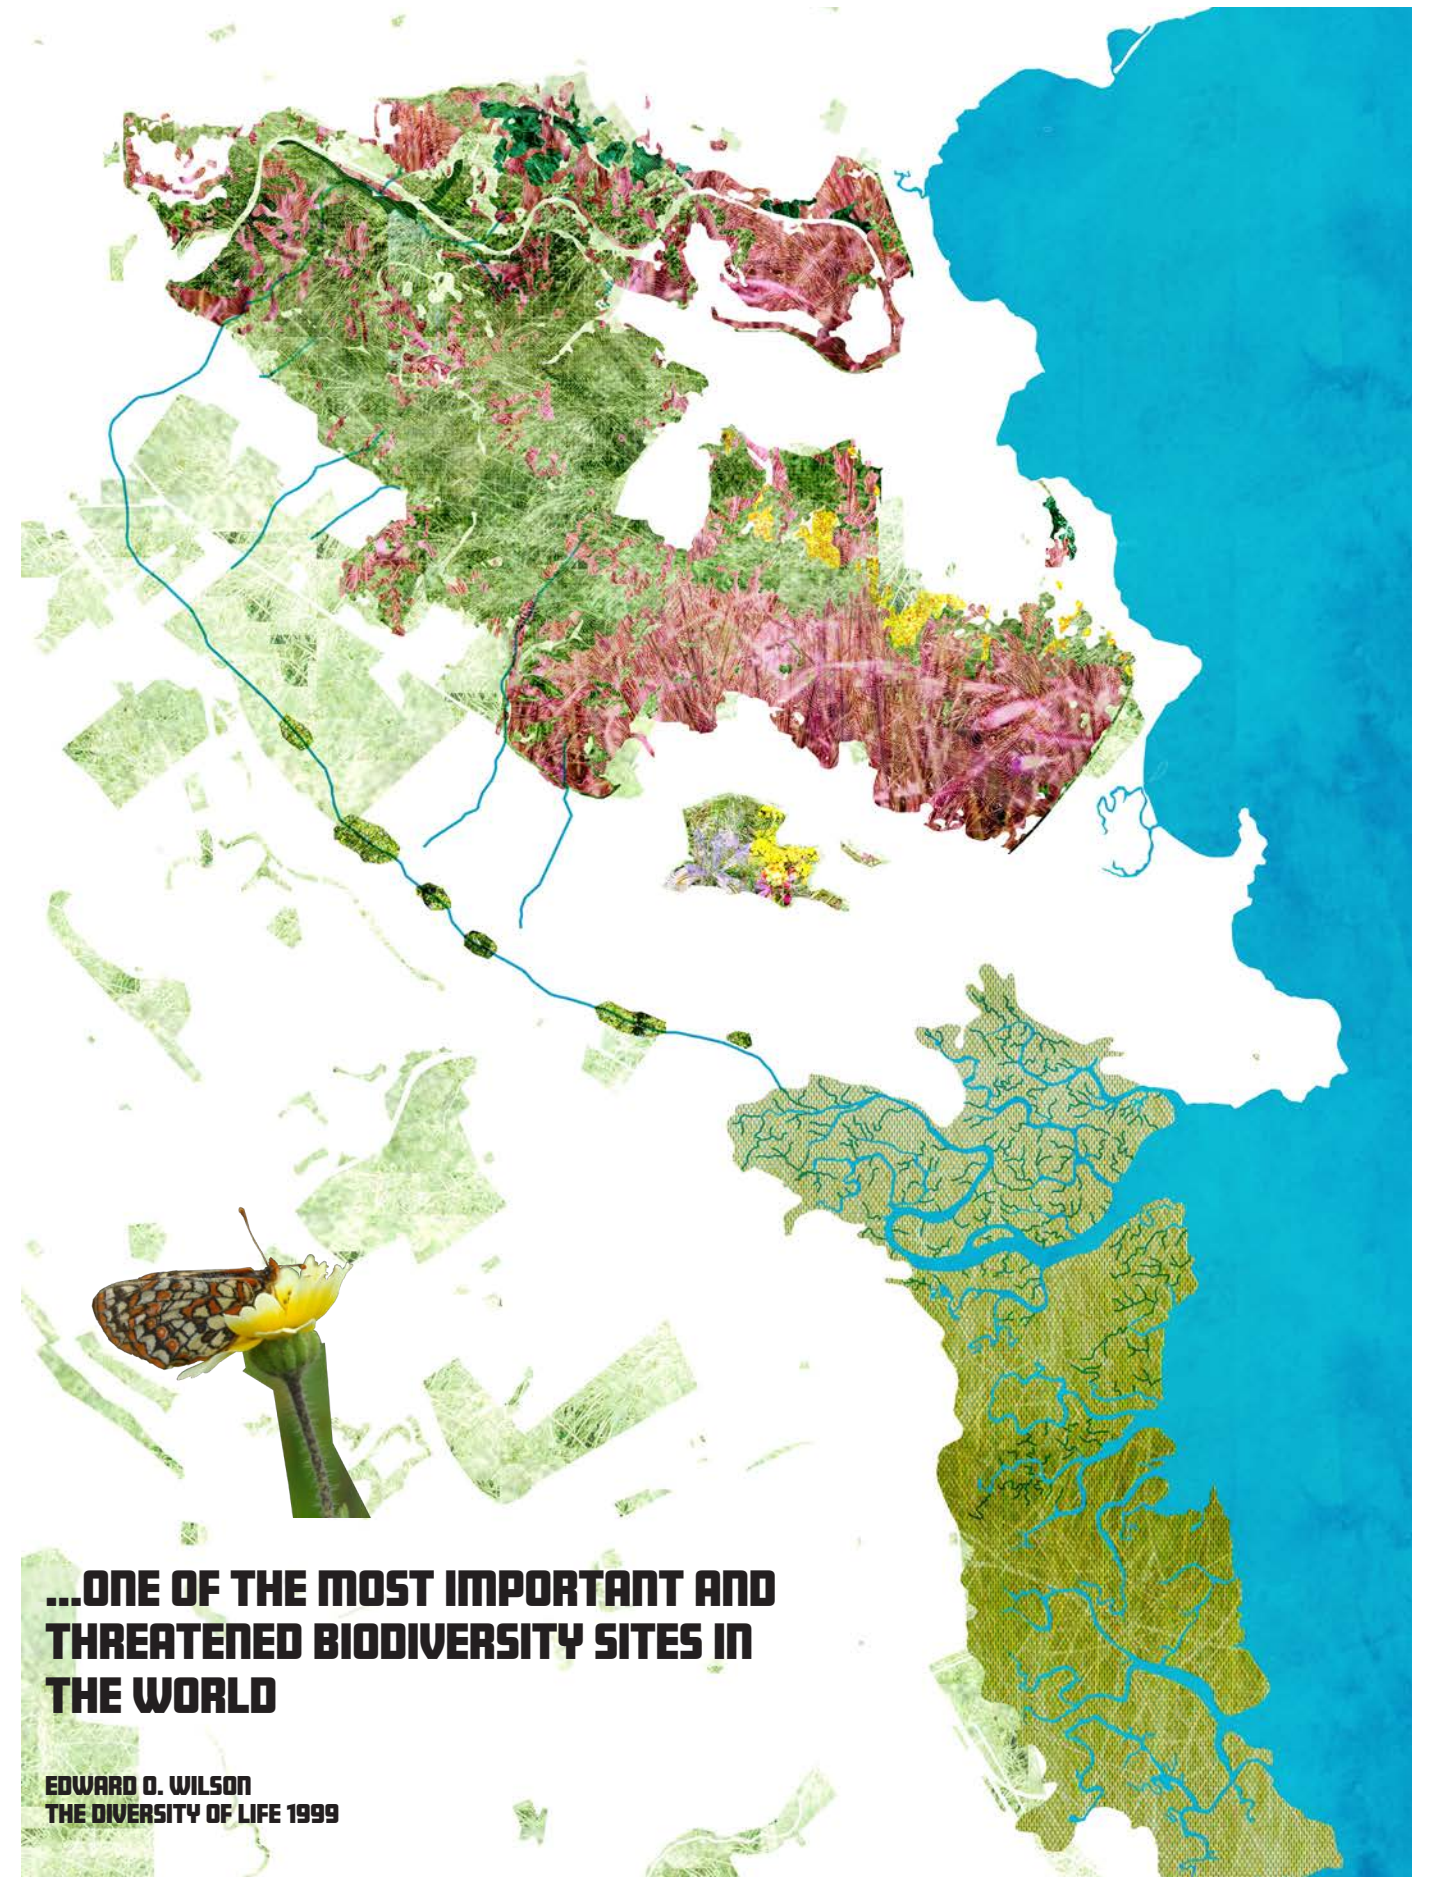 ...ONE OF THE MOST IMPORTANT AND
THREATENED BIODIVERSITY SITES IN
THE WORLD
EDWARD O. WILSON
THE DIVERSITY OF LIFE 1999